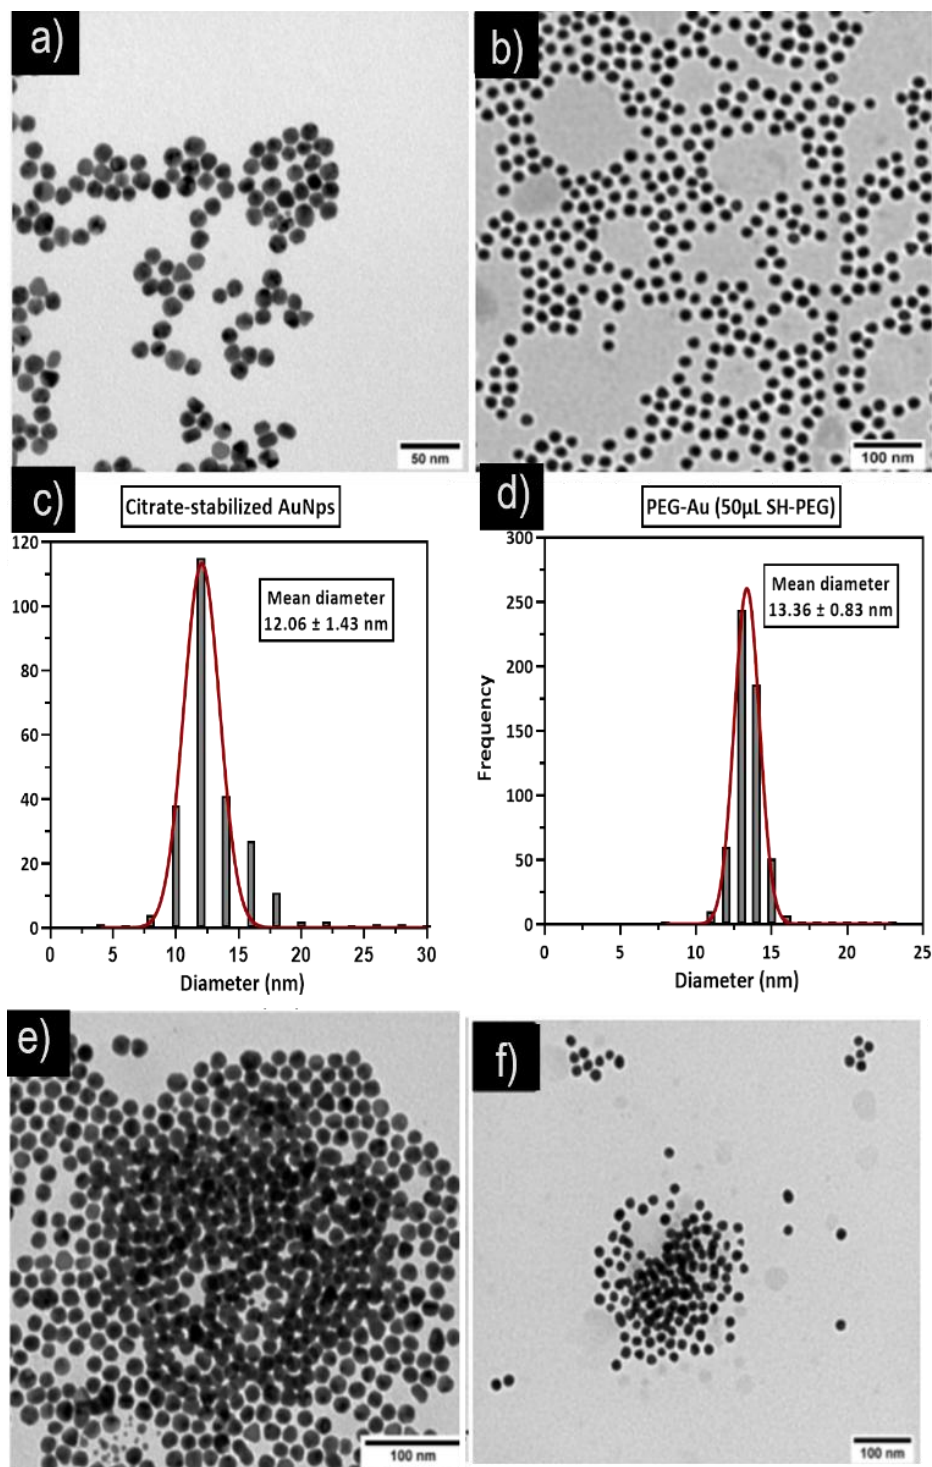 a)
b)
50 nm
100 nm
c)
Citrate-stabilized AuNps
d)
PEG-Au (50µL SH-PEG)
120
100
80
60
40
20
0
Mean diameter
12.06 ± 1.43 nm
0 5 10 15 20 25 30
Diameter (nm)
300
250
200
150
100
50
0
Frequency
Mean diameter
13.36 ± 0.83 nm
0 5 10 15 20 25
Diameter (nm)
e)
f)
100 nm
100 nm